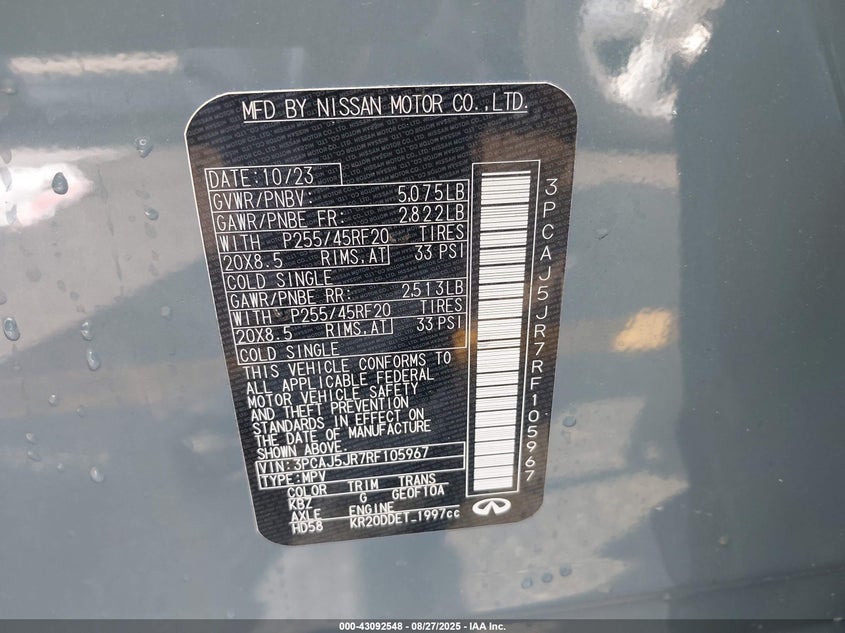 MFD BY NISSAN MOTOR CO.,LTD.
DATE:10/23
GVWR/PNBV: 5,075LB
GAWR/PNBE FR: 2,822LB
WITH P255/45RF20 TIRES
20X8.5 RIMS,AT 33 PSI
COLD SINGLE
GAWR/PNBE RR: 2,513LB
WITH P255/45RF20 TIRES
20X8.5 RIMS,AT 33 PSI
COLD SINGLE
THIS VEHICLE CONFORMS TO
ALL APPLICABLE FEDERAL
MOTOR VEHICLE SAFETY
AND THEFT PREVENTION
STANDARDS IN EFFECT ON
THE DATE OF MANUFACTURE
SHOWN ABOVE.
VIN:3PCAJ5JR7RF105967
TYPE:MPV
COLOR TRIM TRANS
KBZ G GE0F10A
AXLE ENGINE
HD58 KR20DDET_1997cc
3PCAJ5JR7RF105967
000-43092548 - 08/27/2025 - IAA Inc.